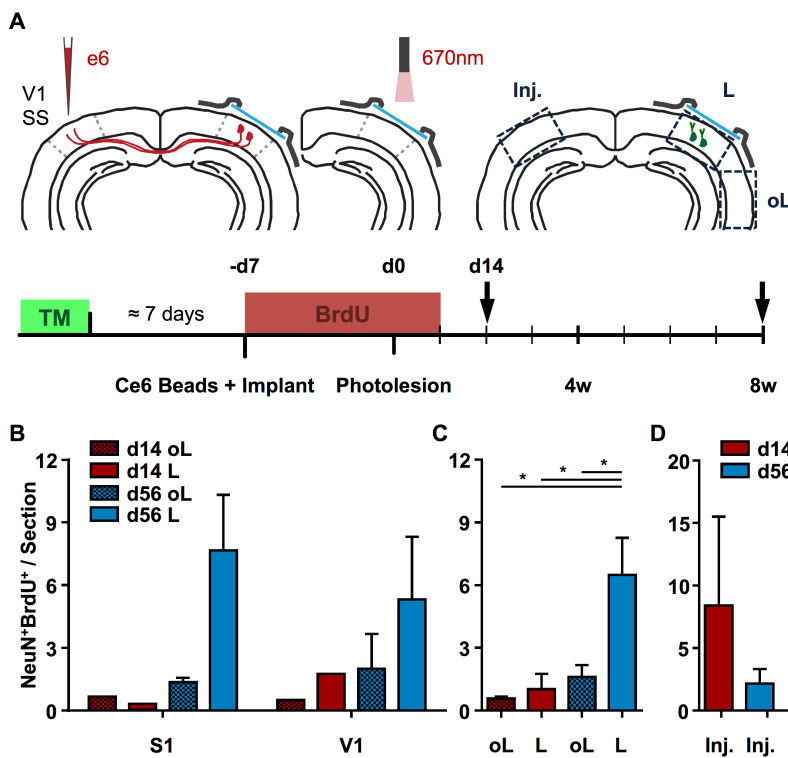 A
e6
670nm
V1
SS
Inj.
L
oL
-d7
d0
d14
TM
≈ 7 days
BrdU
Ce6 Beads + Implant
Photolesion
4w
8w
B
d14 oL
d14 L
d56 oL
d56 L
NeuN⁺BrdU⁺ / Section
12
9
6
3
0
S1
V1
C
12
9
6
3
0
*
*
*
oL
L
oL
L
D
d14
d56
20
15
10
5
0
Inj.
Inj.